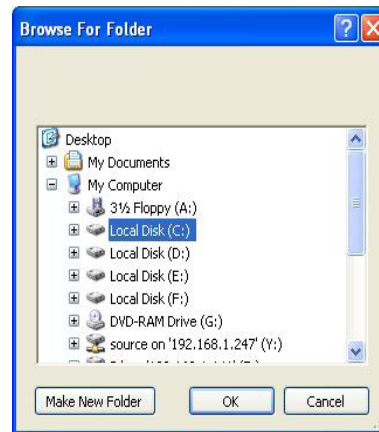 Browse For Folder
Desktop
My Documents
My Computer
3½ Floppy (A:)
Local Disk (C:)
Local Disk (D:)
Local Disk (E:)
Local Disk (F:)
DVD-RAM Drive (G:)
source on '192.168.1.247' (Y:)
Make New Folder
OK
Cancel